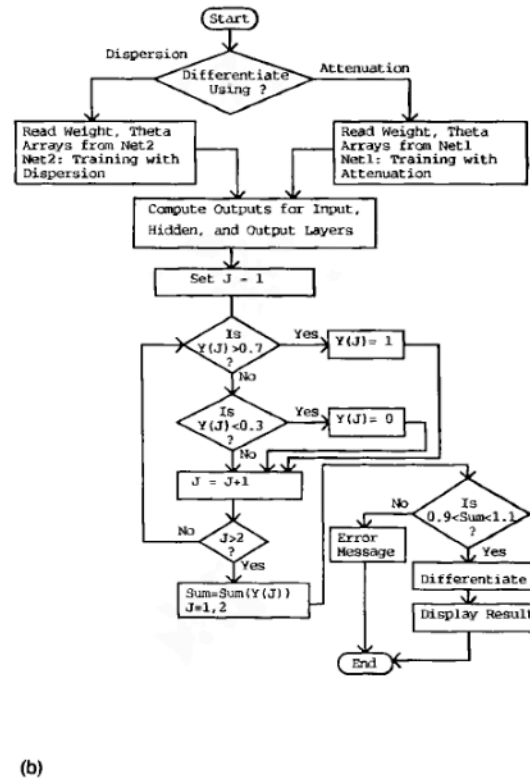 Start
Dispersion
Attenuation
Differentiate
Using ?
Read Weight, Theta
Arrays from Net2
Net2: Training with
Dispersion
Read Weight, Theta
Arrays from Net1
Net1: Training with
Attenuation
Compute Outputs for Input,
Hidden, and Output Layers
Set J - 1
Is
Y(J)>0.7
?
Yes
Y(J)= 1
No
Is
Y(J)<0.3
?
Yes
Y(J)= 0
No
J = J+1
J>2
?
No
Yes
Sum=Sum(Y(J))
J=1,2
Is
0.9<Sum<1.1
?
No
Yes
Error
Message
Differentiate
Display Result
End
(b)